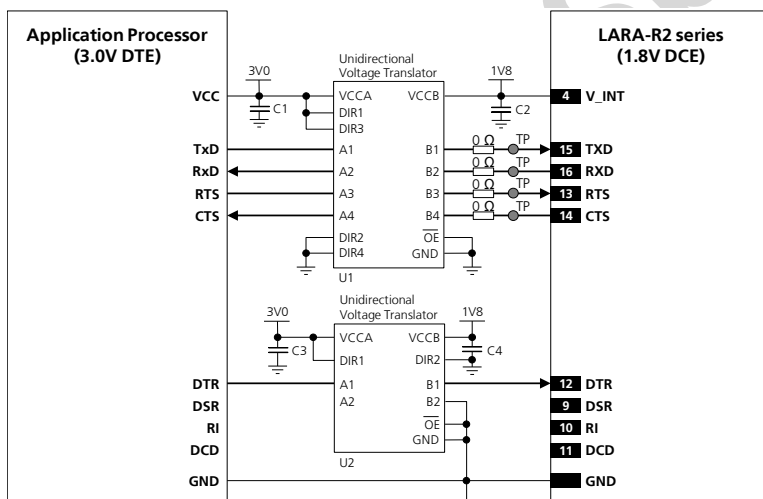 Application Processor
(3.0V DTE)
LARA-R2 series
(1.8V DCE)
Unidirectional
Voltage Translator
3V0
1V8
VCC
C1
VCCA
VCCB
C2
4
V_INT
DIR1
DIR3
0 Ω
TP
TxD
A1
B1
15
TXD
0 Ω
TP
RxD
A2
B2
16
RXD
0 Ω
TP
RTS
A3
B3
13
RTS
0 Ω
TP
CTS
A4
B4
14
CTS
DIR2
OE
DIR4
GND
U1
Unidirectional
Voltage Translator
3V0
1V8
VCCA
VCCB
C3
DIR1
DIR2
C4
DTR
A1
B1
12
DTR
DSR
A2
B2
9
DSR
RI
OE
10
RI
GND
DCD
11
DCD
U2
GND
GND